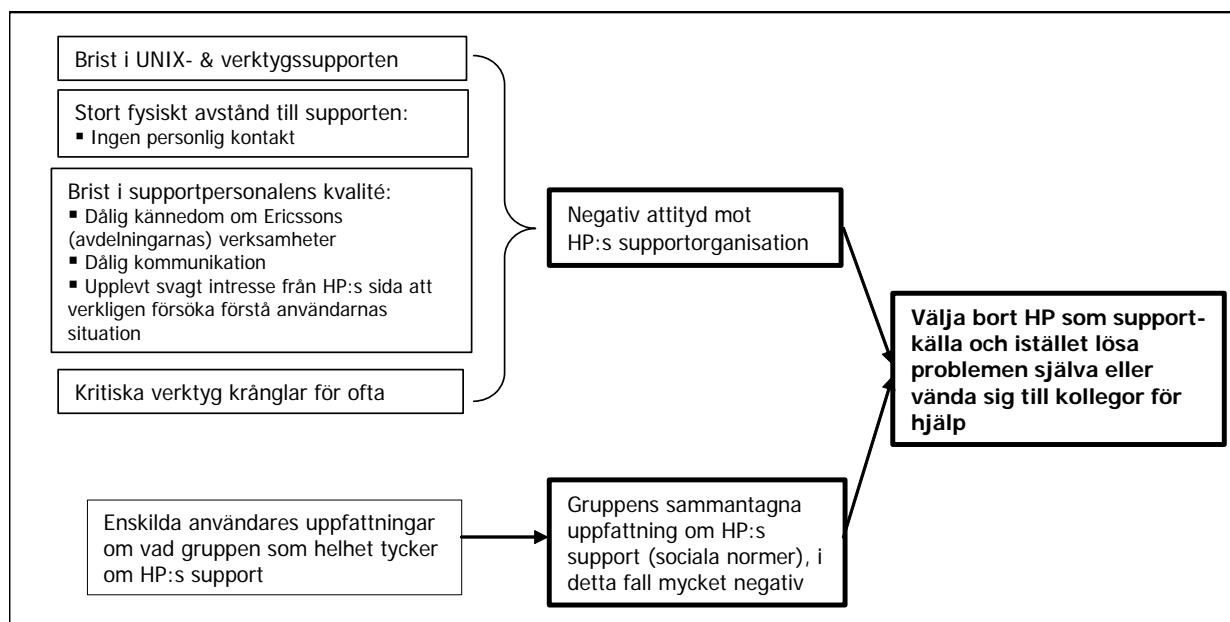 Brist i UNIX- & verktygssupporten
Stort fysiskt avstånd till supporten:
▪ Ingen personlig kontakt
Brist i supportpersonalens kvalité:
▪ Dålig kännedom om Ericssons
(avdelningarnas) verksamheter
▪ Dålig kommunikation
▪ Upplevt svagt intresse från HP:s sida att
verkligen försöka förstå användarnas
situation
Kritiska verktyg krånglar för ofta
Negativ attityd mot
HP:s supportorganisation
Välja bort HP som support-
källa och istället lösa
problemen själva eller
vända sig till kollegor för
hjälp
Enskilda användares uppfattningar
om vad gruppen som helhet tycker
om HP:s support
Gruppens sammantagna
uppfattning om HP:s
support (sociala normer), i
detta fall mycket negativ